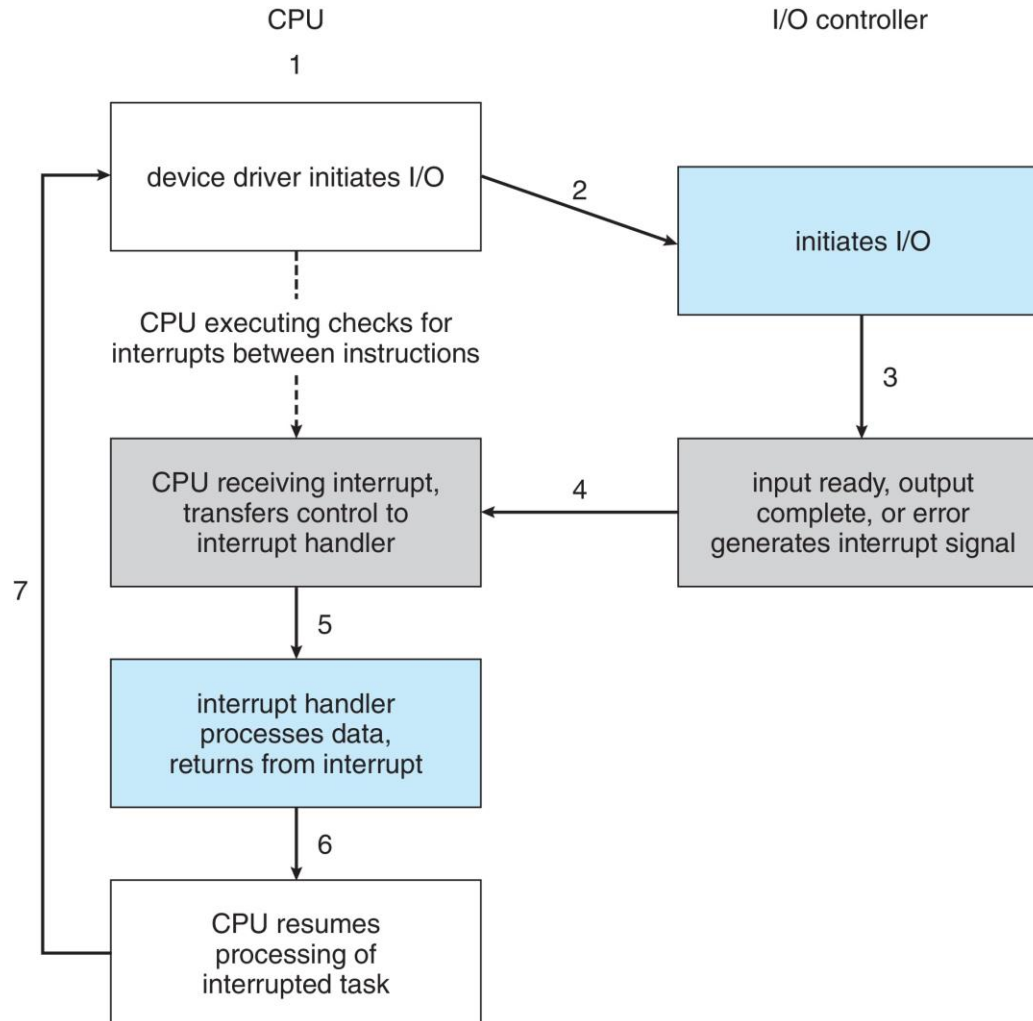 CPU
I/O controller
1
device driver initiates I/O
2
initiates I/O
CPU executing checks for
interrupts between instructions
3
CPU receiving interrupt,
transfers control to
interrupt handler
4
input ready, output
complete, or error
generates interrupt signal
7
5
interrupt handler
processes data,
returns from interrupt
6
CPU resumes
processing of
interrupted task